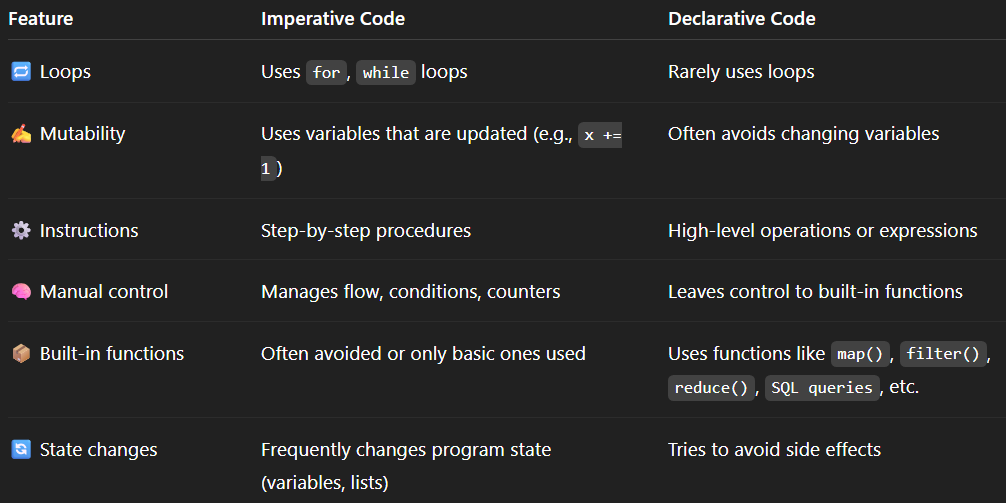 Feature Imperative Code Declarative Code
🔁 Loops Uses for, while loops Rarely uses loops
✍️ Mutability Uses variables that are updated (e.g., x += Often avoids changing variables
1)
⚙️ Instructions Step-by-step procedures High-level operations or expressions
🧠 Manual control Manages flow, conditions, counters Leaves control to built-in functions
📦 Built-in functions Often avoided or only basic ones used Uses functions like map(), filter(),
reduce(), SQL queries, etc.
🔄 State changes Frequently changes program state Tries to avoid side effects
(variables, lists)